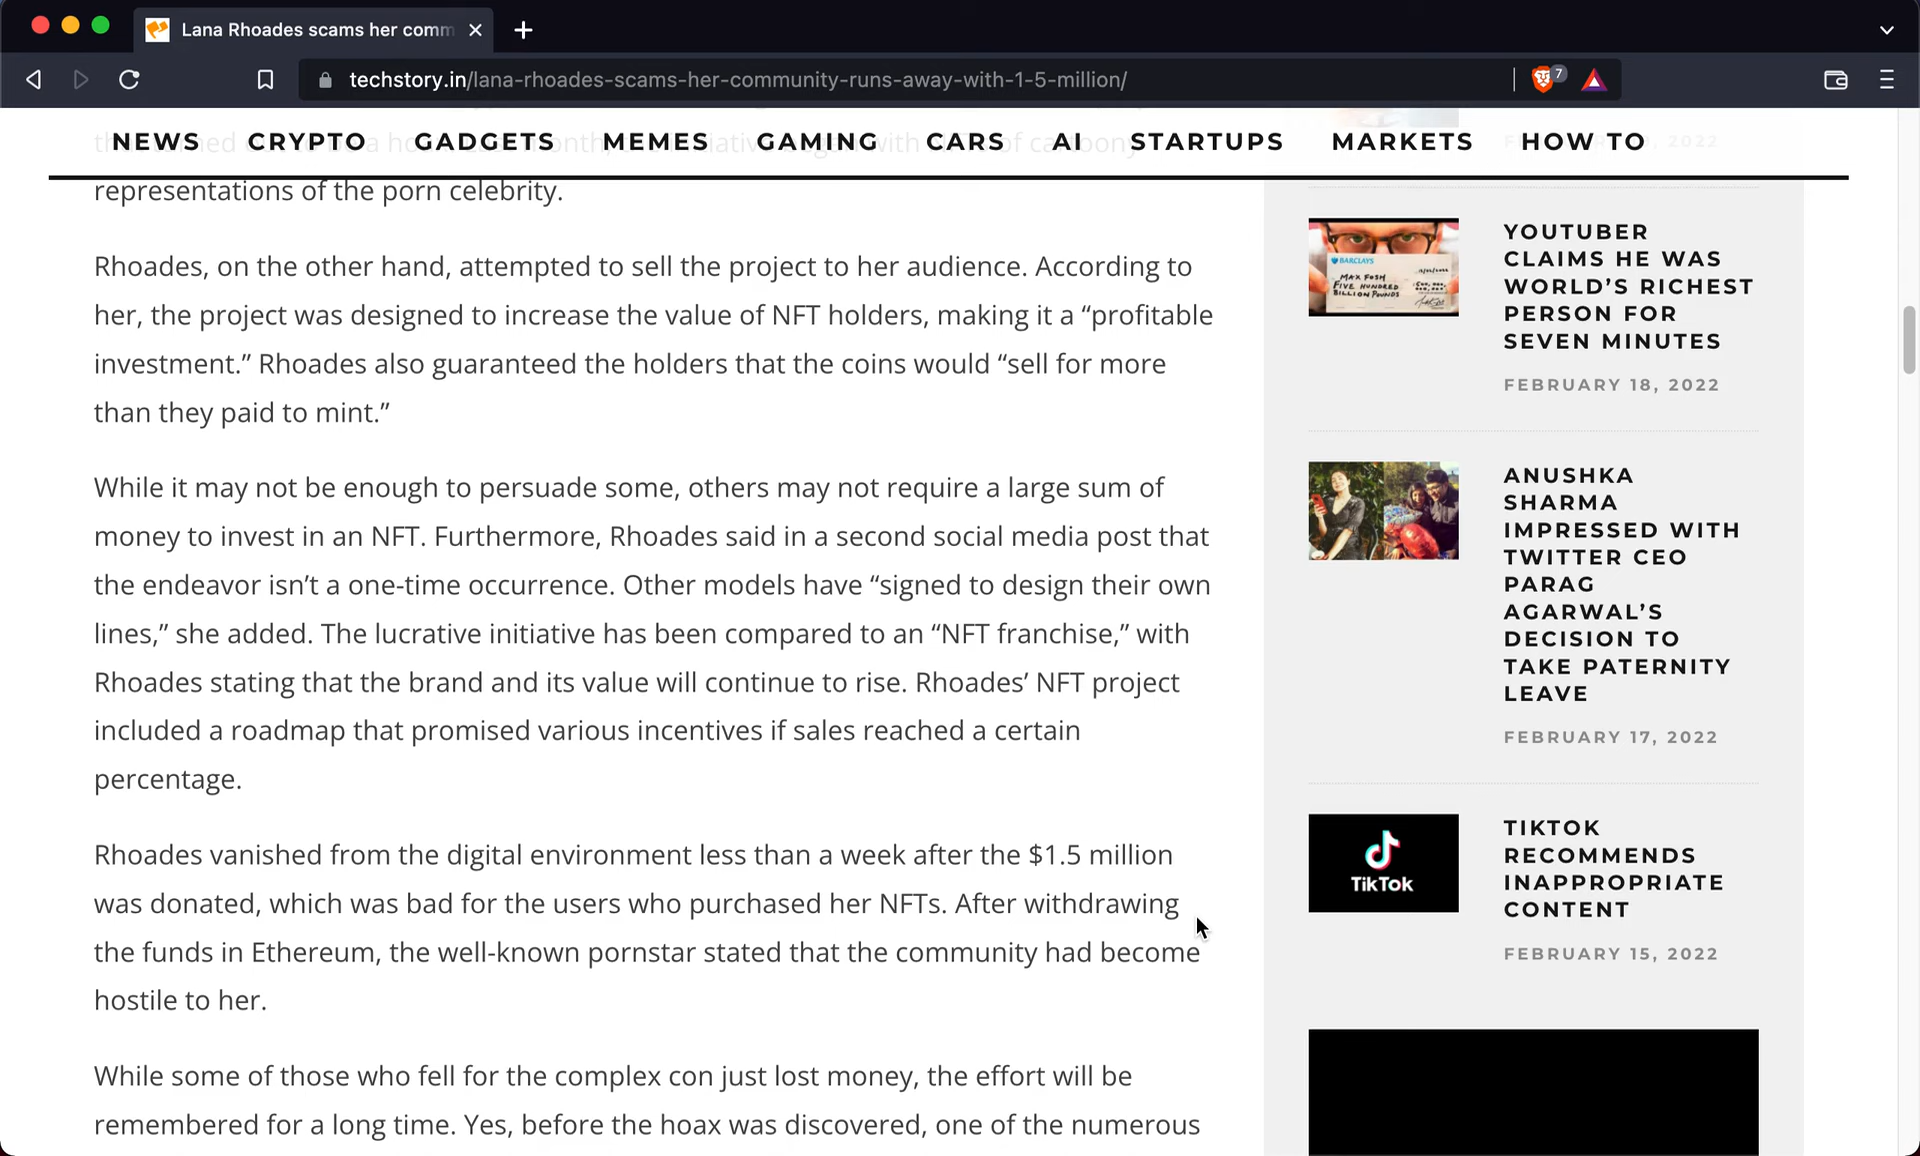 Lana Rhoades scams her comm
techstory.in/lana-rhoades-scams-her-community-runs-away-with-1-5-million/
7
NEWS CRYPTO GADGETS MEMES GAMING CARS AI STARTUPS MARKETS HOW TO
representations of the porn celebrity.
Rhoades, on the other hand, attempted to sell the project to her audience. According to
her, the project was designed to increase the value of NFT holders, making it a “profitable
investment.” Rhoades also guaranteed the holders that the coins would “sell for more
than they paid to mint.”
While it may not be enough to persuade some, others may not require a large sum of
money to invest in an NFT. Furthermore, Rhoades said in a second social media post that
the endeavor isn’t a one-time occurrence. Other models have “signed to design their own
lines,” she added. The lucrative initiative has been compared to an “NFT franchise,” with
Rhoades stating that the brand and its value will continue to rise. Rhoades’ NFT project
included a roadmap that promised various incentives if sales reached a certain
percentage.
Rhoades vanished from the digital environment less than a week after the $1.5 million
was donated, which was bad for the users who purchased her NFTs. After withdrawing
the funds in Ethereum, the well-known pornstar stated that the community had become
hostile to her.
While some of those who fell for the complex con just lost money, the effort will be
remembered for a long time. Yes, before the hoax was discovered, one of the numerous
2022
BARCLAYS
MAX FOSH
FIVE HUNDRED
BILLION POUNDS
YOUTUBER
CLAIMS HE WAS
WORLD’S RICHEST
PERSON FOR
SEVEN MINUTES
FEBRUARY 18, 2022
ANUSHKA
SHARMA
IMPRESSED WITH
TWITTER CEO
PARAG
AGARWAL’S
DECISION TO
TAKE PATERNITY
LEAVE
FEBRUARY 17, 2022
TikTok
TIKTOK
RECOMMENDS
INAPPROPRIATE
CONTENT
FEBRUARY 15, 2022